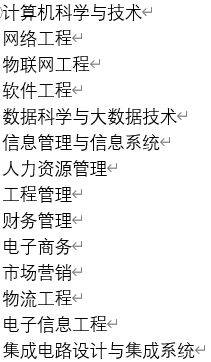 计算机科学与技术
网络工程
物联网工程
软件工程
数据科学与大数据技术
信息管理与信息系统
人力资源管理
工程管理
财务管理
电子商务
市场营销
物流工程
电子信息工程
集成电路设计与集成系统